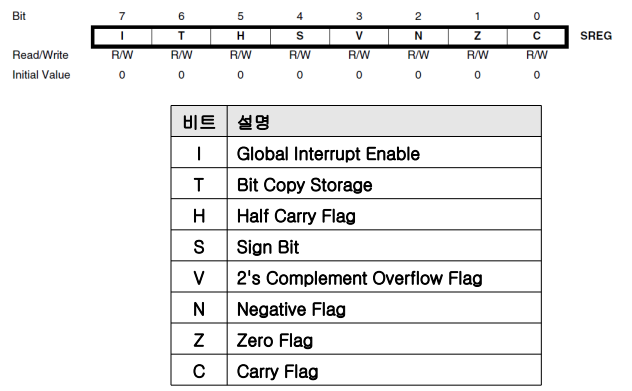 Bit 7 6 5 4 3 2 1 0
I T H S V N Z C SREG
Read/Write R/W R/W R/W R/W R/W R/W R/W R/W
Initial Value 0 0 0 0 0 0 0 0
비트 설명
I Global Interrupt Enable
T Bit Copy Storage
H Half Carry Flag
S Sign Bit
V 2's Complement Overflow Flag
N Negative Flag
Z Zero Flag
C Carry Flag